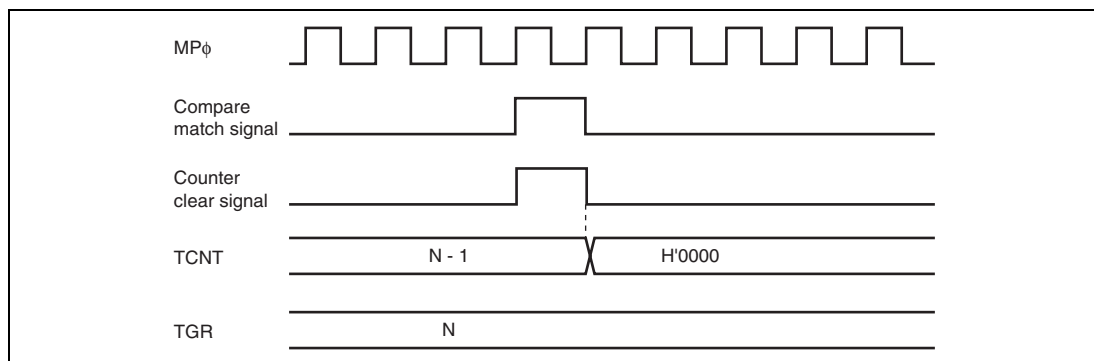 MPφ
Compare
match signal
Counter
clear signal
TCNT
N - 1
H'0000
TGR
N